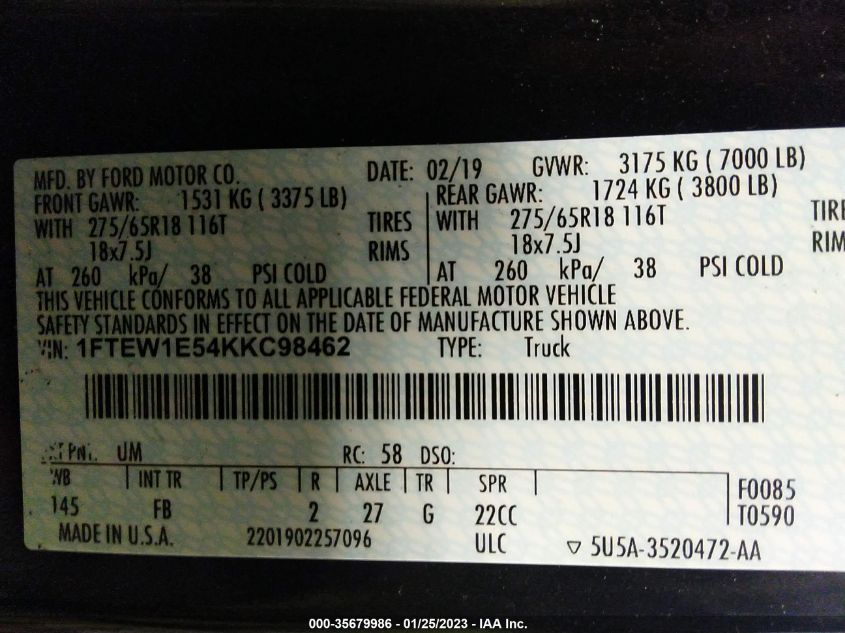 MFD. BY FORD MOTOR CO. DATE: 02/19 GVWR: 3175 KG ( 7000 LB)
FRONT GAWR: 1531 KG ( 3375 LB) REAR GAWR: 1724 KG ( 3800 LB)
WITH 275/65R18 116T TIRES WITH 275/65R18 116T TIRE
18x7.5J RIMS 18x7.5J RIM
AT 260 kPa/ 38 PSI COLD AT 260 kPa/ 38 PSI COLD
THIS VEHICLE CONFORMS TO ALL APPLICABLE FEDERAL MOTOR VEHICLE
SAFETY STANDARDS IN EFFECT ON THE DATE OF MANUFACTURE SHOWN ABOVE.
VIN: 1FTEW1E54KKC98462 TYPE: Truck
PNT: UM RC: 58 DSO:
WB INT TR TP/PS R AXLE TR SPR F0085
145 FB 2 27 G 22CC T0590
MADE IN U.S.A. 2201902257096 ULC ▽ 5U5A-3520472-AA
000-35679986 - 01/25/2023 - IAA Inc.